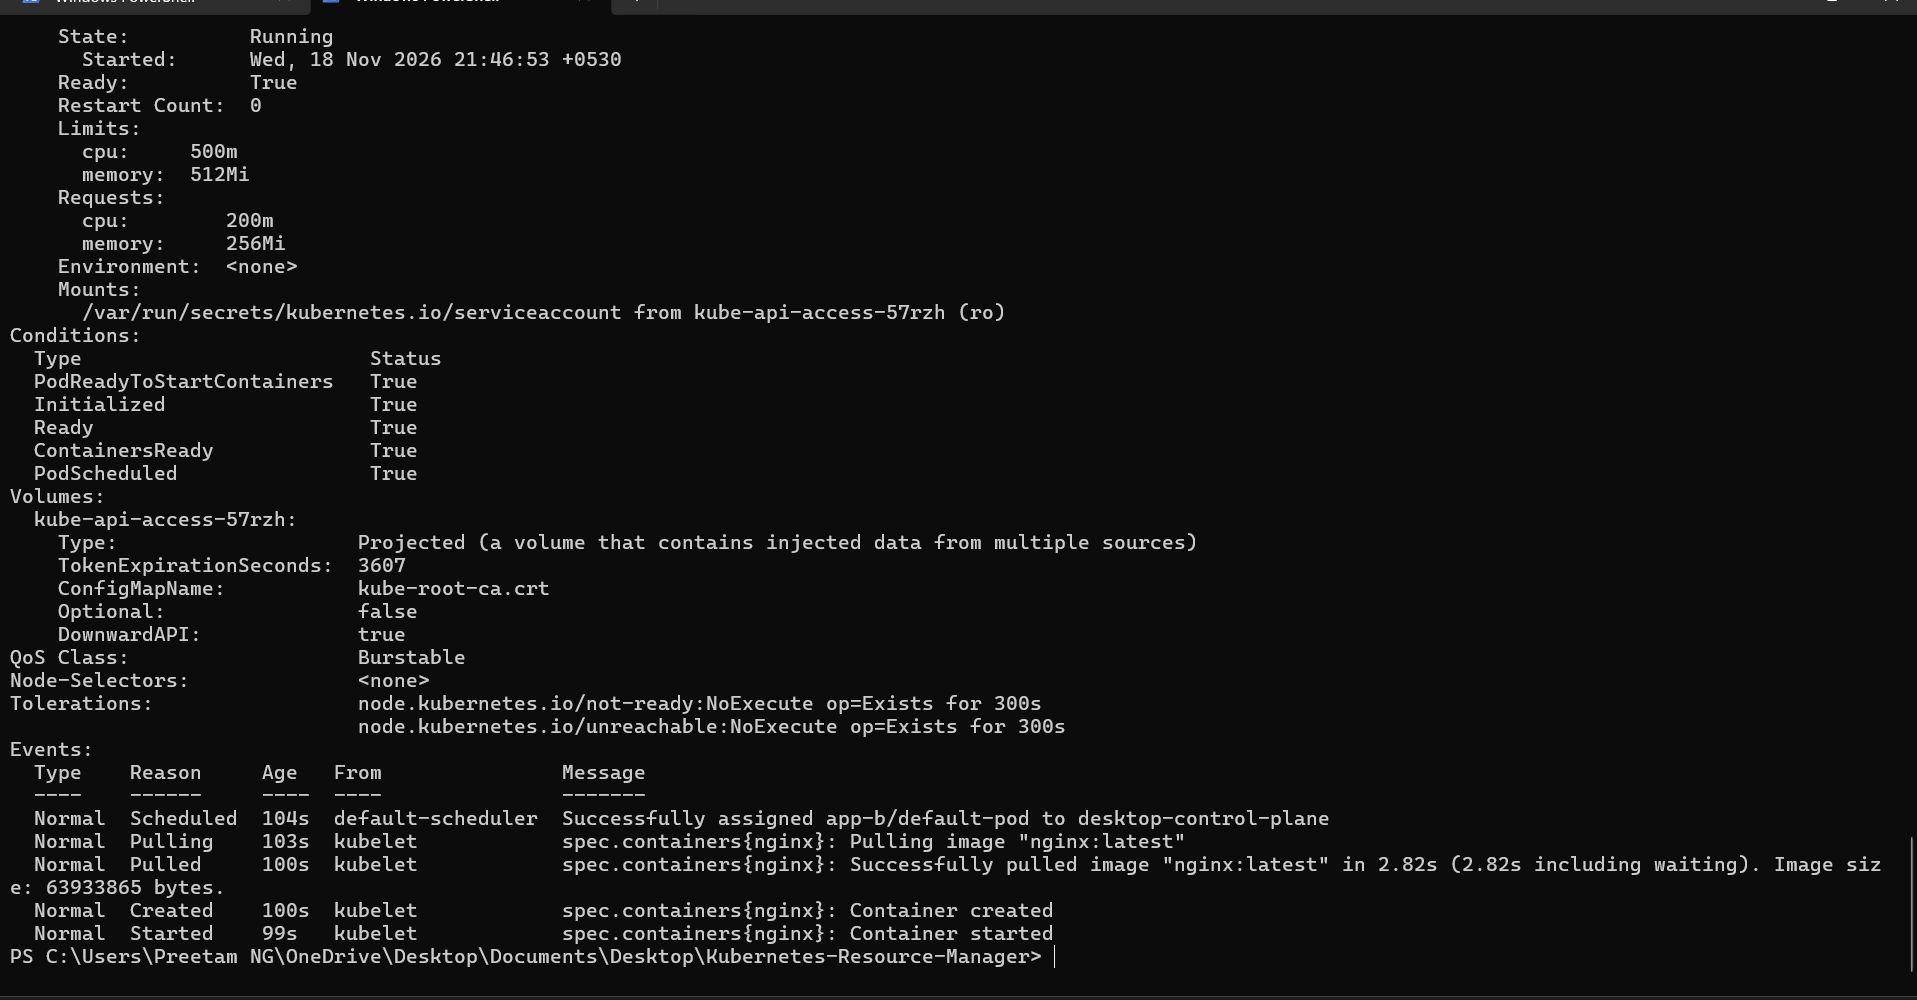 State:          Running
      Started:      Wed, 18 Nov 2026 21:46:53 +0530
    Ready:          True
    Restart Count:  0
    Limits:
      cpu:     500m
      memory:  512Mi
    Requests:
      cpu:        200m
      memory:     256Mi
    Environment:  <none>
    Mounts:
      /var/run/secrets/kubernetes.io/serviceaccount from kube-api-access-57rzh (ro)
Conditions:
  Type                        Status
  PodReadyToStartContainers   True
  Initialized                 True
  Ready                       True
  ContainersReady             True
  PodScheduled                True
Volumes:
  kube-api-access-57rzh:
    Type:                    Projected (a volume that contains injected data from multiple sources)
    TokenExpirationSeconds:  3607
    ConfigMapName:           kube-root-ca.crt
    Optional:                false
    DownwardAPI:             true
QoS Class:                   Burstable
Node-Selectors:              <none>
Tolerations:                 node.kubernetes.io/not-ready:NoExecute op=Exists for 300s
                             node.kubernetes.io/unreachable:NoExecute op=Exists for 300s
Events:
  Type    Reason     Age   From               Message
  ----    ------     ----  ----               -------
  Normal  Scheduled  104s  default-scheduler  Successfully assigned app-b/default-pod to desktop-control-plane
  Normal  Pulling    103s  kubelet            spec.containers{nginx}: Pulling image "nginx:latest"
  Normal  Pulled     100s  kubelet            spec.containers{nginx}: Successfully pulled image "nginx:latest" in 2.82s (2.82s including waiting). Image siz
e: 63933865 bytes.
  Normal  Created    100s  kubelet            spec.containers{nginx}: Container created
  Normal  Started    99s   kubelet            spec.containers{nginx}: Container started
PS C:\Users\Preetam NG\OneDrive\Desktop\Documents\Desktop\Kubernetes-Resource-Manager>